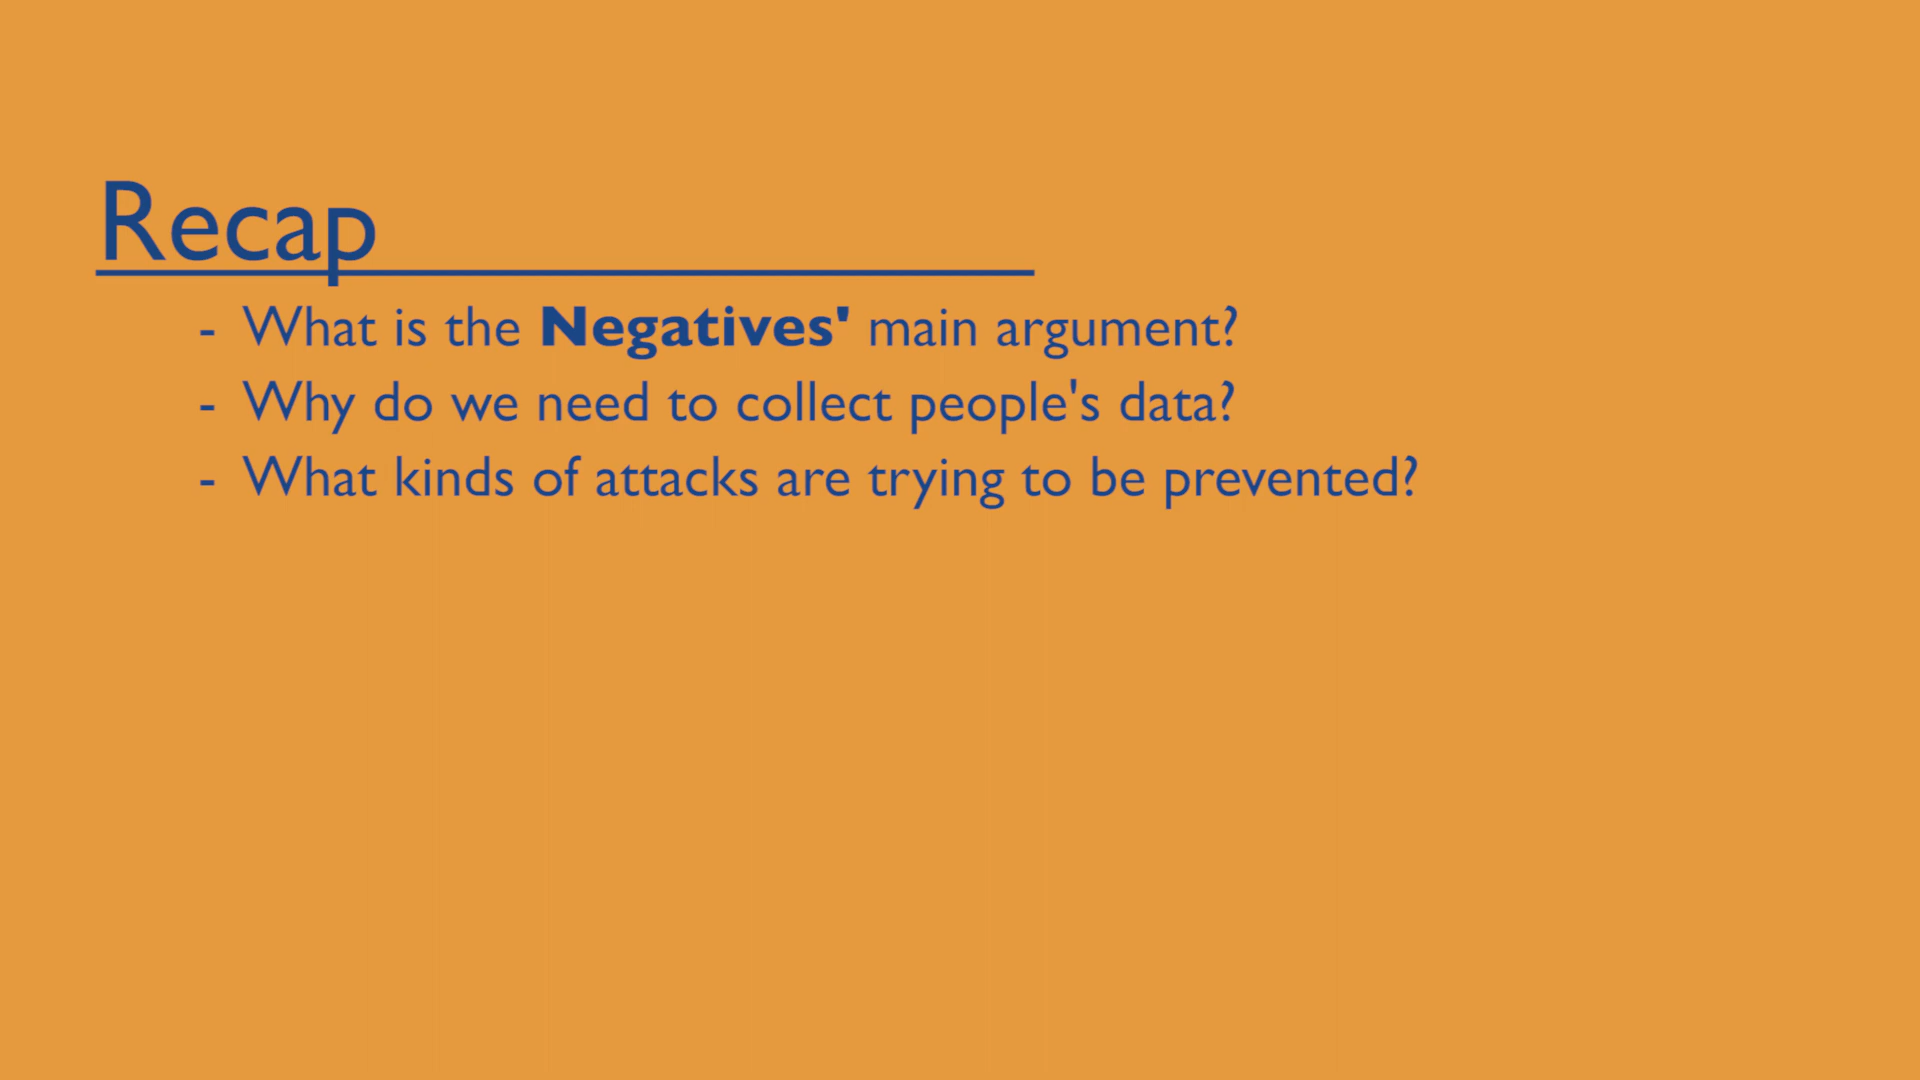 Recap
- What is the Negatives' main argument?
- Why do we need to collect people's data?
- What kinds of attacks are trying to be prevented?